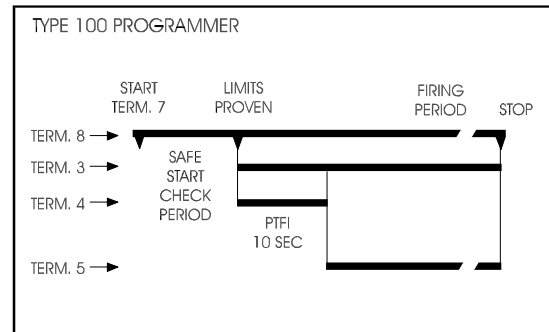 TYPE 100 PROGRAMMER
START
TERM. 7
LIMITS
PROVEN
FIRING
PERIOD
STOP
TERM. 8
SAFE
START
CHECK
PERIOD
TERM. 3
TERM. 4
PTFI
10 SEC
TERM. 5